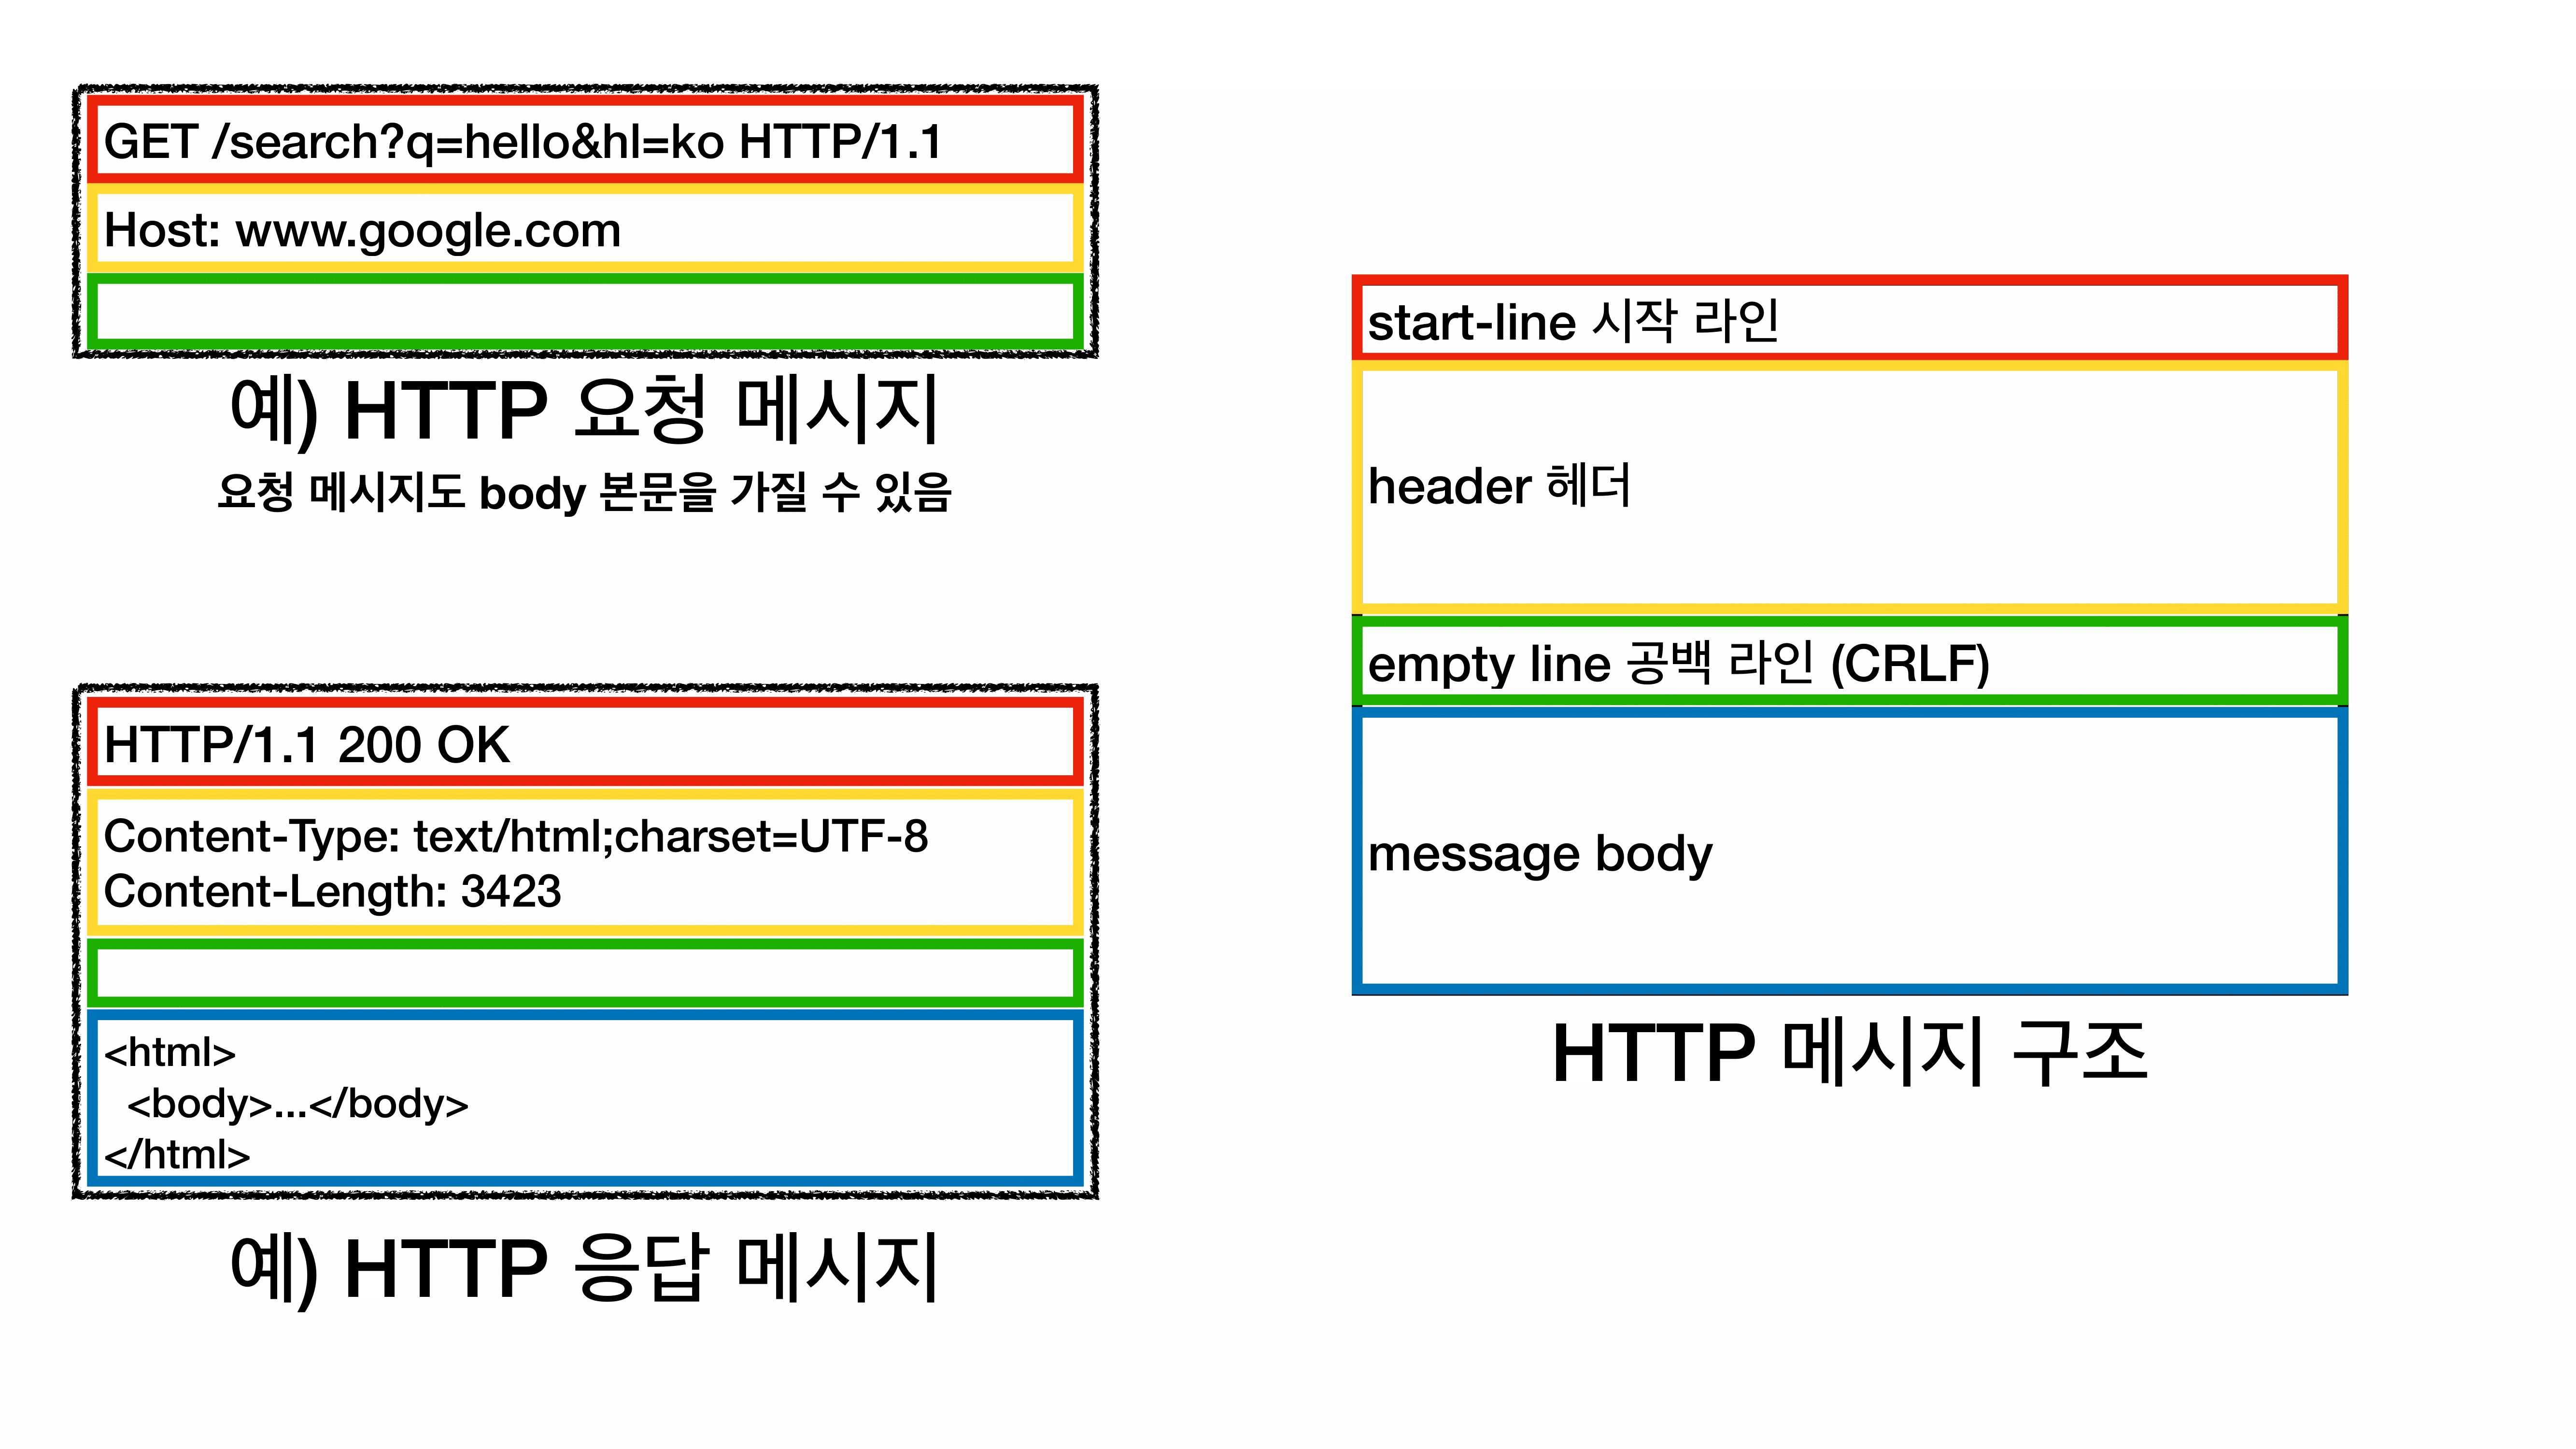 GET /search?q=hello&hl=ko HTTP/1.1
Host: www.google.com
예) HTTP 요청 메시지
요청 메시지도 body 본문을 가질 수 있음
HTTP/1.1 200 OK
Content-Type: text/html;charset=UTF-8
Content-Length: 3423
<html>
  <body>...</body>
</html>
예) HTTP 응답 메시지
start-line 시작 라인
header 헤더
empty line 공백 라인 (CRLF)
message body
HTTP 메시지 구조